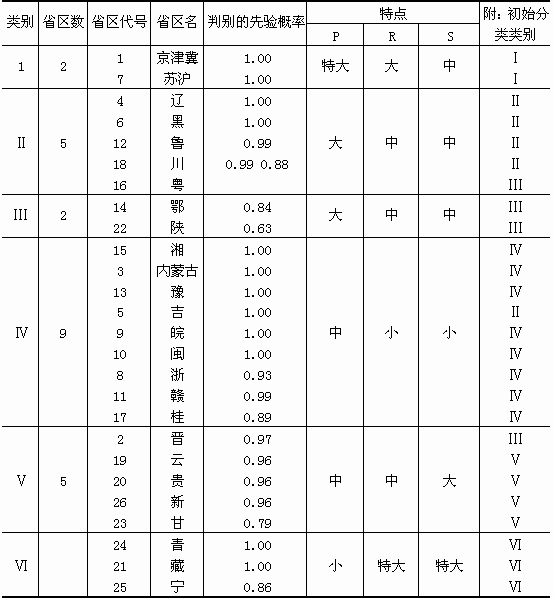 类别 省区数 省区代号 省区名 判别的先验概率 特点 附:初始分类类别
P R S
1 2 1 京津冀 1.00 特大 大 中 Ⅰ
7 苏沪 1.00 Ⅰ
Ⅱ 5 4 辽 1.00 大 中 中 Ⅱ
6 黑 1.00 Ⅱ
12 鲁 0.99 Ⅱ
18 川 0.99 0.88 Ⅱ
16 粤 Ⅲ
Ⅲ 2 14 鄂 0.84 大 中 中 Ⅲ
22 陕 0.63 Ⅲ
Ⅳ 9 15 湘 1.00 中 小 小 Ⅳ
3 内蒙古 1.00 Ⅳ
13 豫 1.00 Ⅳ
5 吉 1.00 Ⅱ
9 皖 1.00 Ⅳ
10 闽 1.00 Ⅳ
8 浙 0.93 Ⅳ
11 赣 0.99 Ⅳ
17 桂 0.89 Ⅳ
Ⅴ 5 2 晋 0.97 中 中 大 Ⅲ
19 云 0.96 Ⅴ
20 贵 0.96 Ⅴ
26 新 0.96 Ⅴ
23 甘 0.79 Ⅴ
Ⅵ 24 青 1.00 小 特大 特大 Ⅵ
21 藏 1.00 Ⅵ
25 宁 0.86 Ⅵ